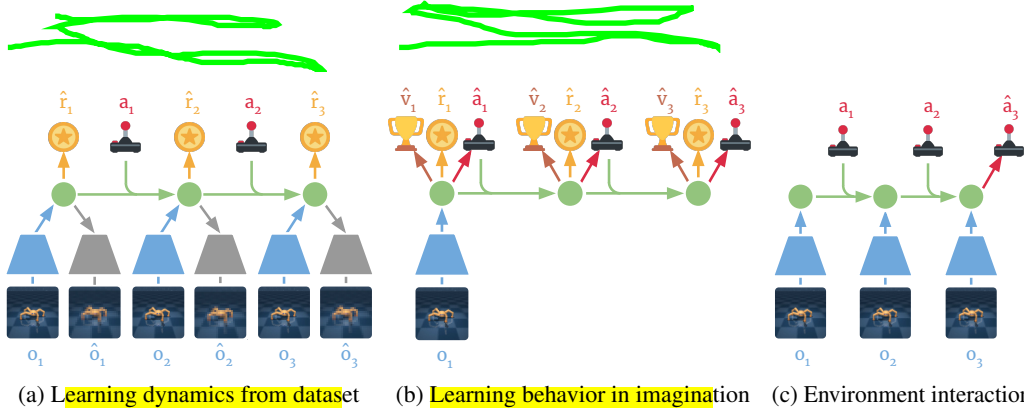 r̂₁ a₁ r̂₂ a₂ r̂₃
v̂₁ r̂₁ â₁ v̂₂ r̂₂ â₂ v̂₃ r̂₃ â₃
a₁ a₂ â₃
o₁ ô₁ o₂ ô₂ o₃ ô₃
o₁
o₁ o₂ o₃
(a) Learning dynamics from dataset
(b) Learning behavior in imagination
(c) Environment interaction